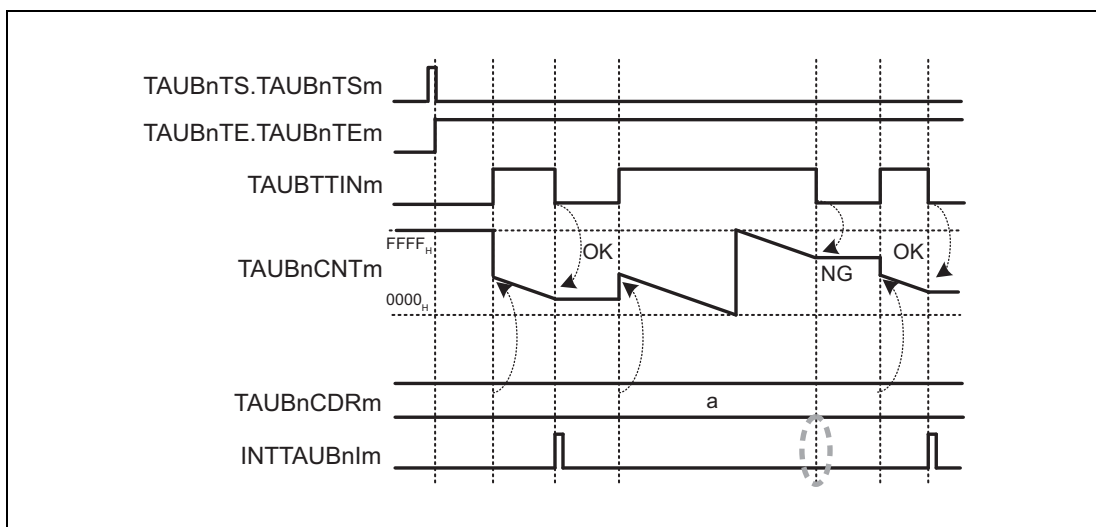 TAUBnTS.TAUBnTSm
TAUBnTE.TAUBnTEm
TAUBTTINm
FFFFH
OK
OK
TAUBnCNTm
NG
0000H
TAUBnCDRm
a
INTTAUBnIm